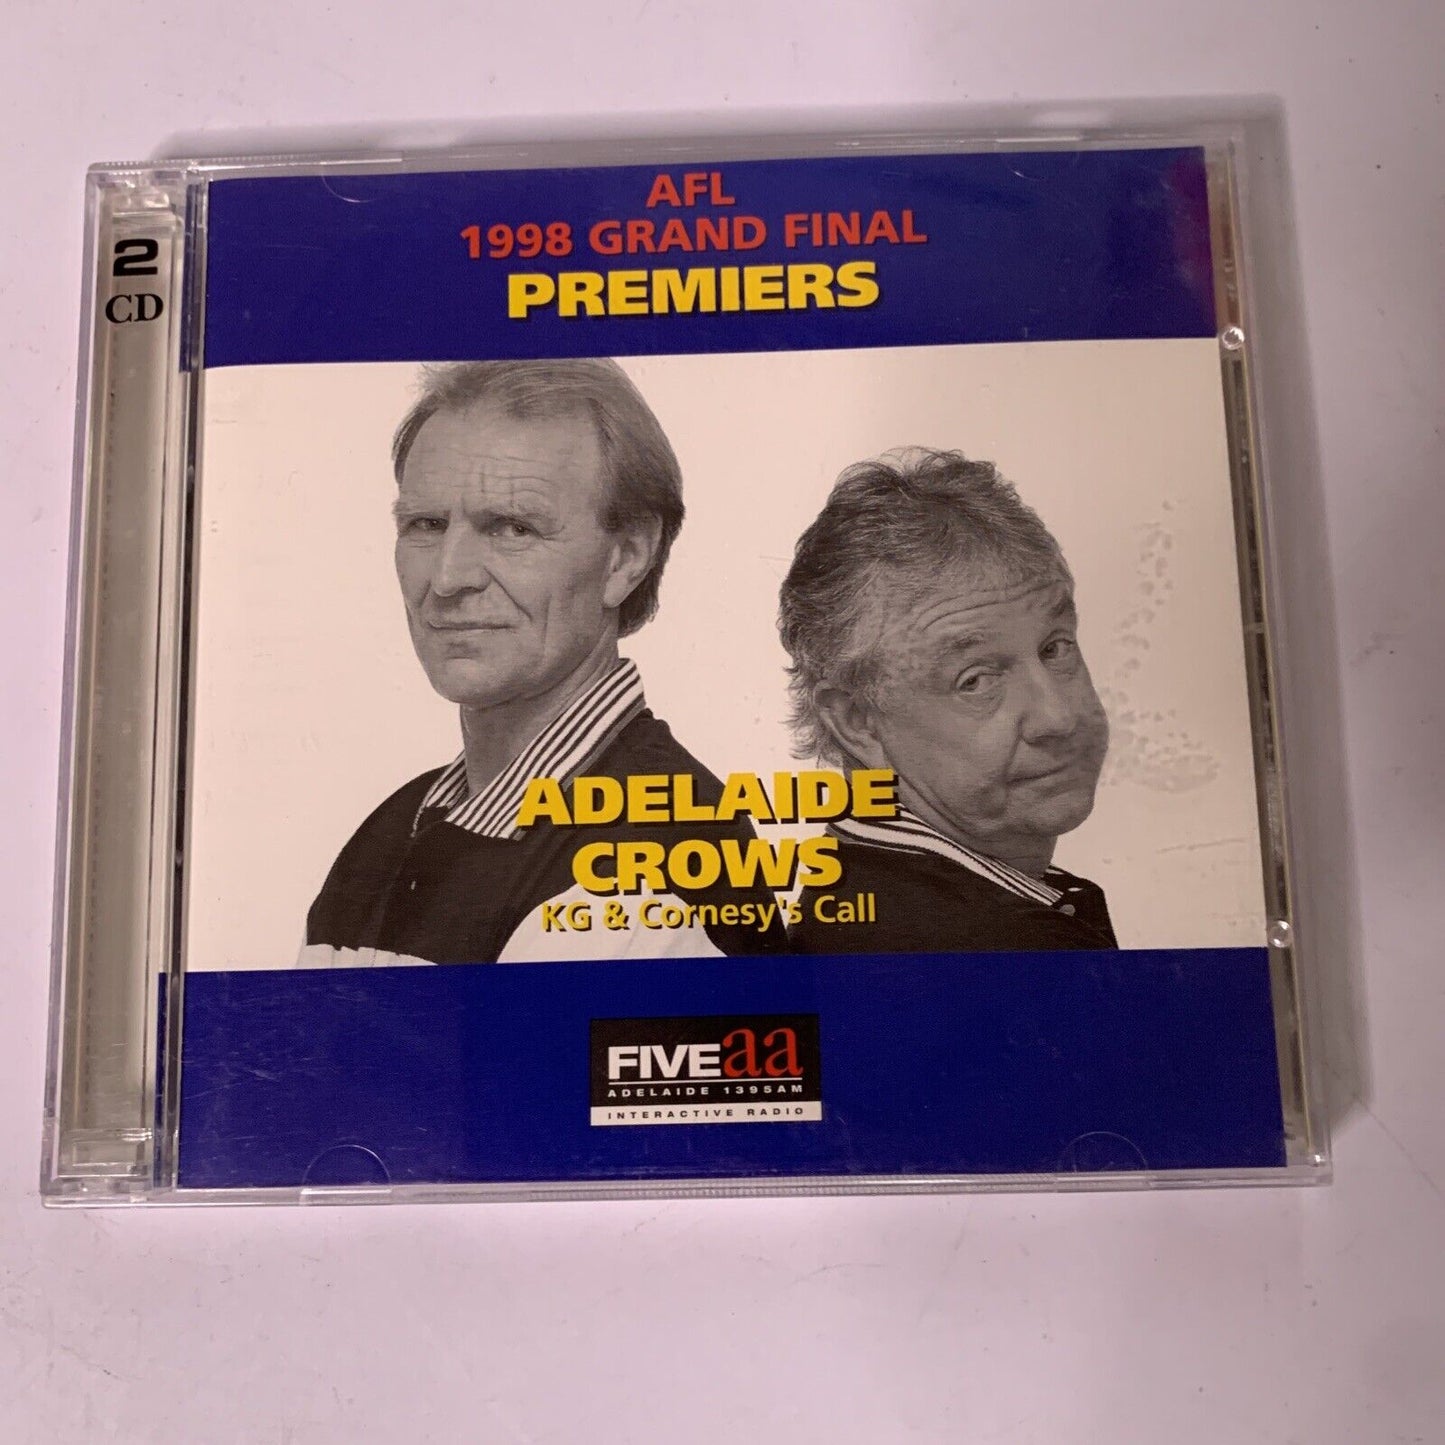 2
CD
AFL
1998 GRAND FINAL
PREMIERS
ADELAIDE
CROWS
KG & Cornesy's Call
FIVEaa
ADELAIDE 1395AM
INTERACTIVE RADIO